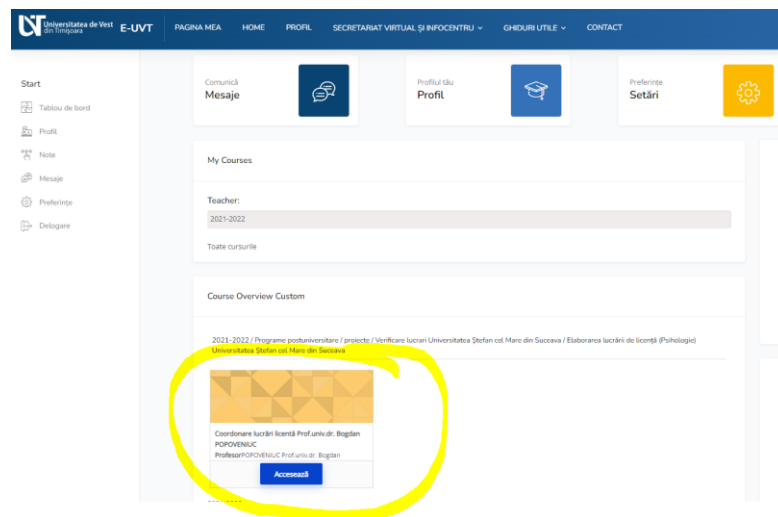 Universitatea de Vest
din Timișoara
E-UVT
PAGINA MEA
HOME
PROFIL
SECRETARIAT VIRTUAL ȘI INFOCENTRU
GHIDURI UTILE
CONTACT
Start
Tablou de bord
Profil
Note
Mesaje
Preferințe
Delogare
Comunică
Mesaje
Profilul tău
Profil
Preferințe
Setări
My Courses
Teacher:
2021-2022
Toate cursurile
Course Overview Custom
2021-2022 / Programe postuniversitare / proiecte / Verificare lucrari Universitatea Ștefan cel Mare din Suceava / Elaborarea lucrării de licență (Psihologie)
Universitatea Ștefan cel Mare din Suceava
Coordonare lucrări licentă Prof.univ.dr. Bogdan
POPOVENIUC
ProfesorPOPOVENIUC Prof.univ.dr. Bogdan
Accesează